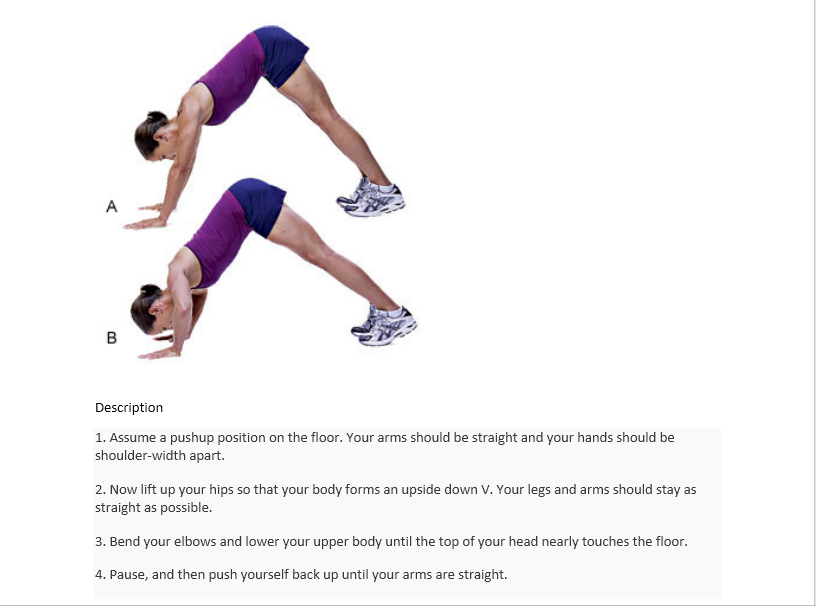 A
B
Description
1. Assume a pushup position on the floor. Your arms should be straight and your hands should be
shoulder-width apart.
2. Now lift up your hips so that your body forms an upside down V. Your legs and arms should stay as
straight as possible.
3. Bend your elbows and lower your upper body until the top of your head nearly touches the floor.
4. Pause, and then push yourself back up until your arms are straight.